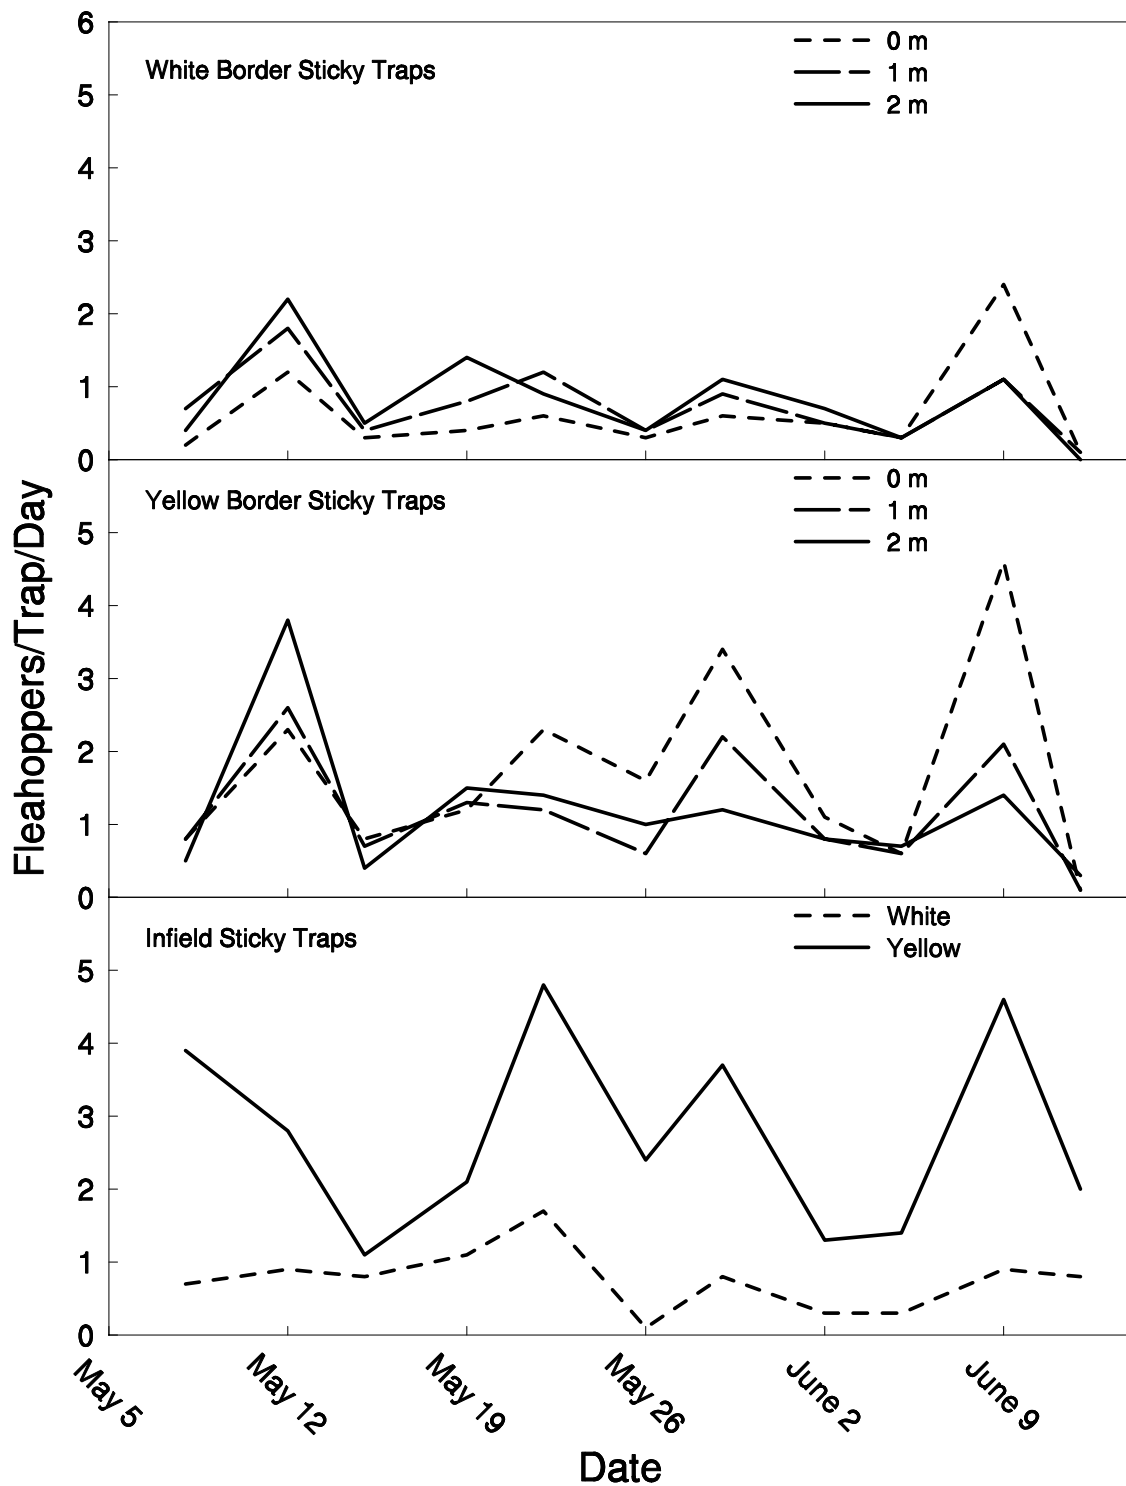 6
White Border Sticky Traps
0 m
1 m
2 m
5
4
3
2
1
0
Yellow Border Sticky Traps
0 m
1 m
2 m
5
4
3
2
1
0
Infield Sticky Traps
White
Yellow
5
4
3
2
1
0
Fleahoppers/Trap/Day
May 5
May 12
May 19
May 26
June 2
June 9
Date